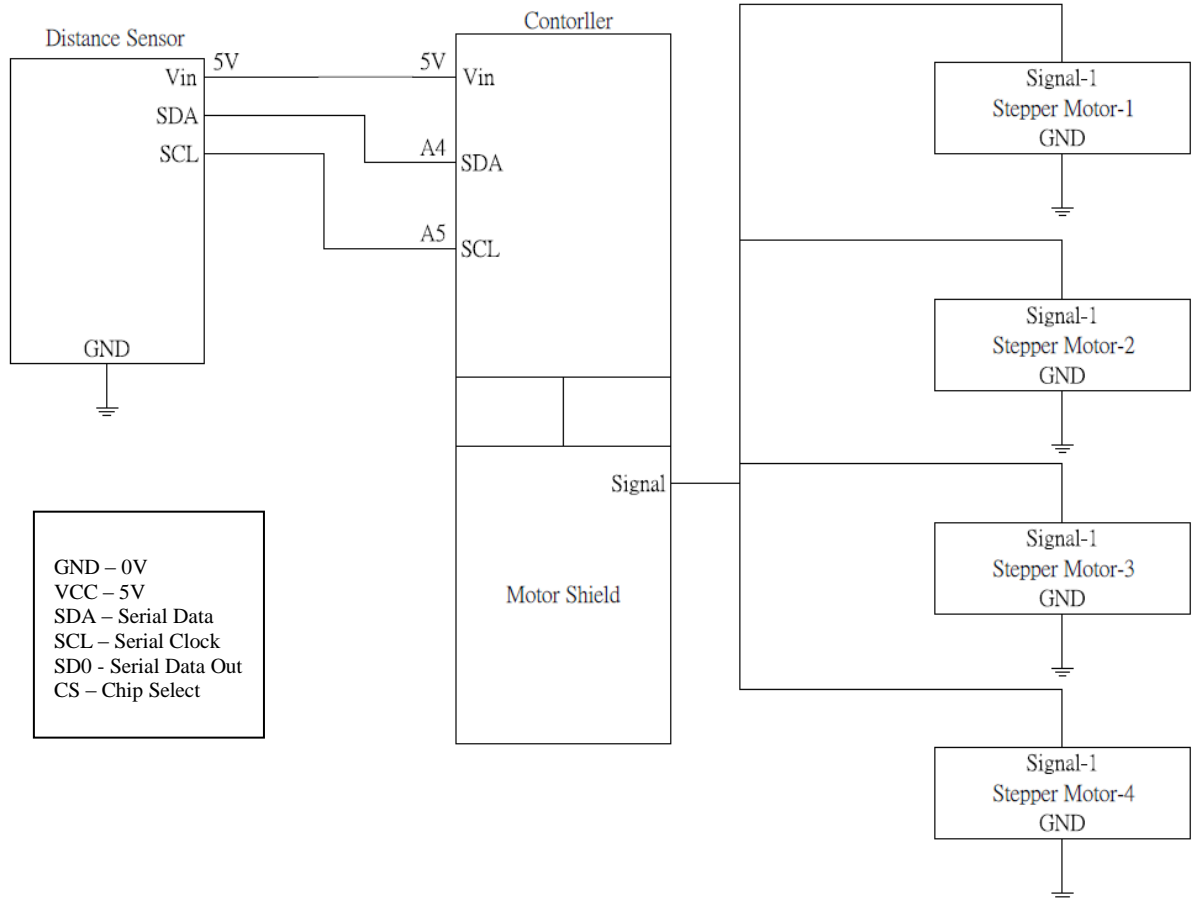 Contorller
Distance Sensor
Vin
5V
5V
Vin
SDA
SCL
A4
SDA
A5
SCL
GND
Signal
Motor Shield
GND – 0V
VCC – 5V
SDA – Serial Data
SCL – Serial Clock
SD0 - Serial Data Out
CS – Chip Select
Signal-1
Stepper Motor-1
GND
Signal-1
Stepper Motor-2
GND
Signal-1
Stepper Motor-3
GND
Signal-1
Stepper Motor-4
GND